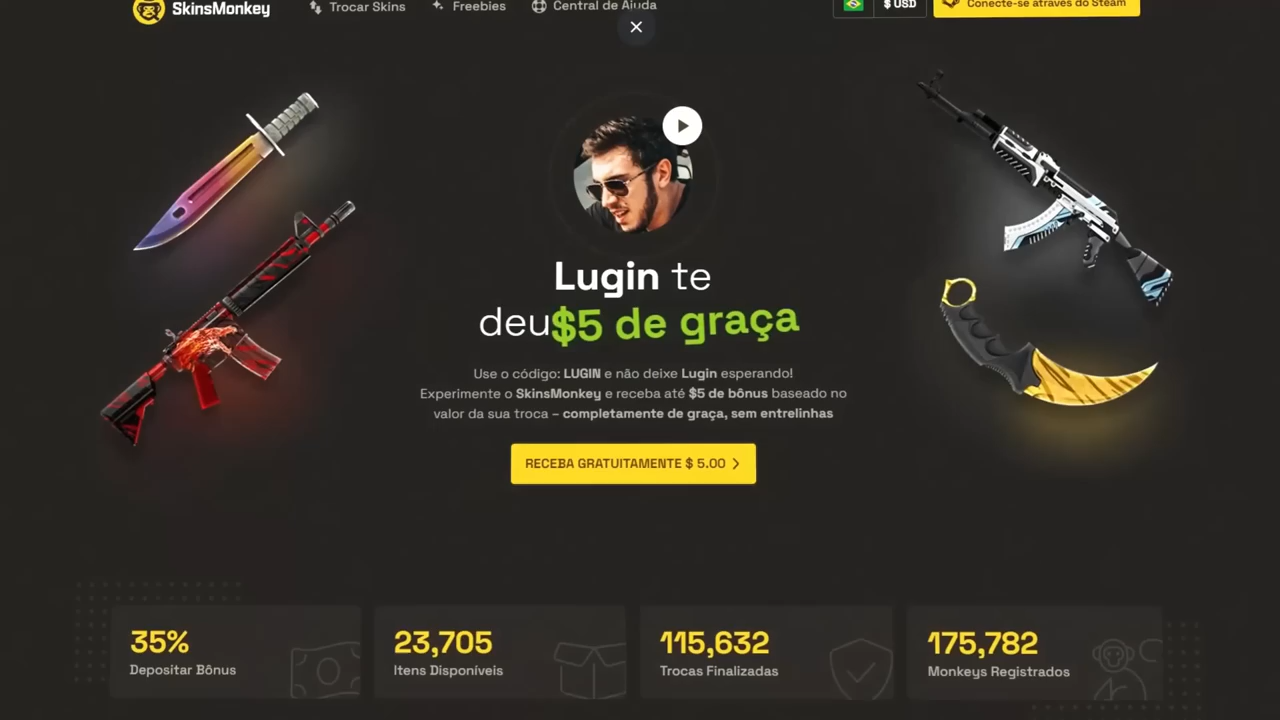 SkinsMonkey
Trocar Skins
Freebies
Central de Ajuda
$ USD
Conecte-se através do Steam
Lugin te
deu$5 de graça
Use o código: LUGIN e não deixe Lugin esperando!
Experimente o SkinsMonkey e receba até $5 de bônus baseado no
valor da sua troca – completamente de graça, sem entrelinhas
RECEBA GRATUITAMENTE $ 5.00
35%
Depositar Bônus
23,705
Itens Disponíveis
115,632
Trocas Finalizadas
175,782
Monkeys Registrados